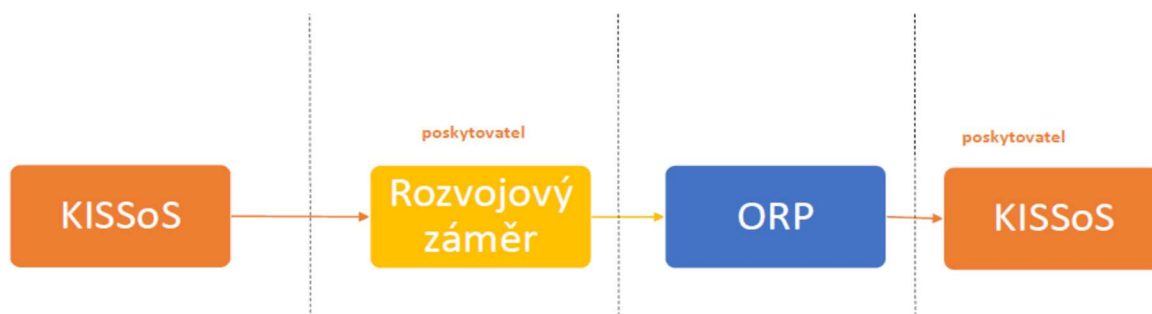 poskytovatel
poskytovatel
KISSoS
Rozvojový
záměr
ORP
KISSoS